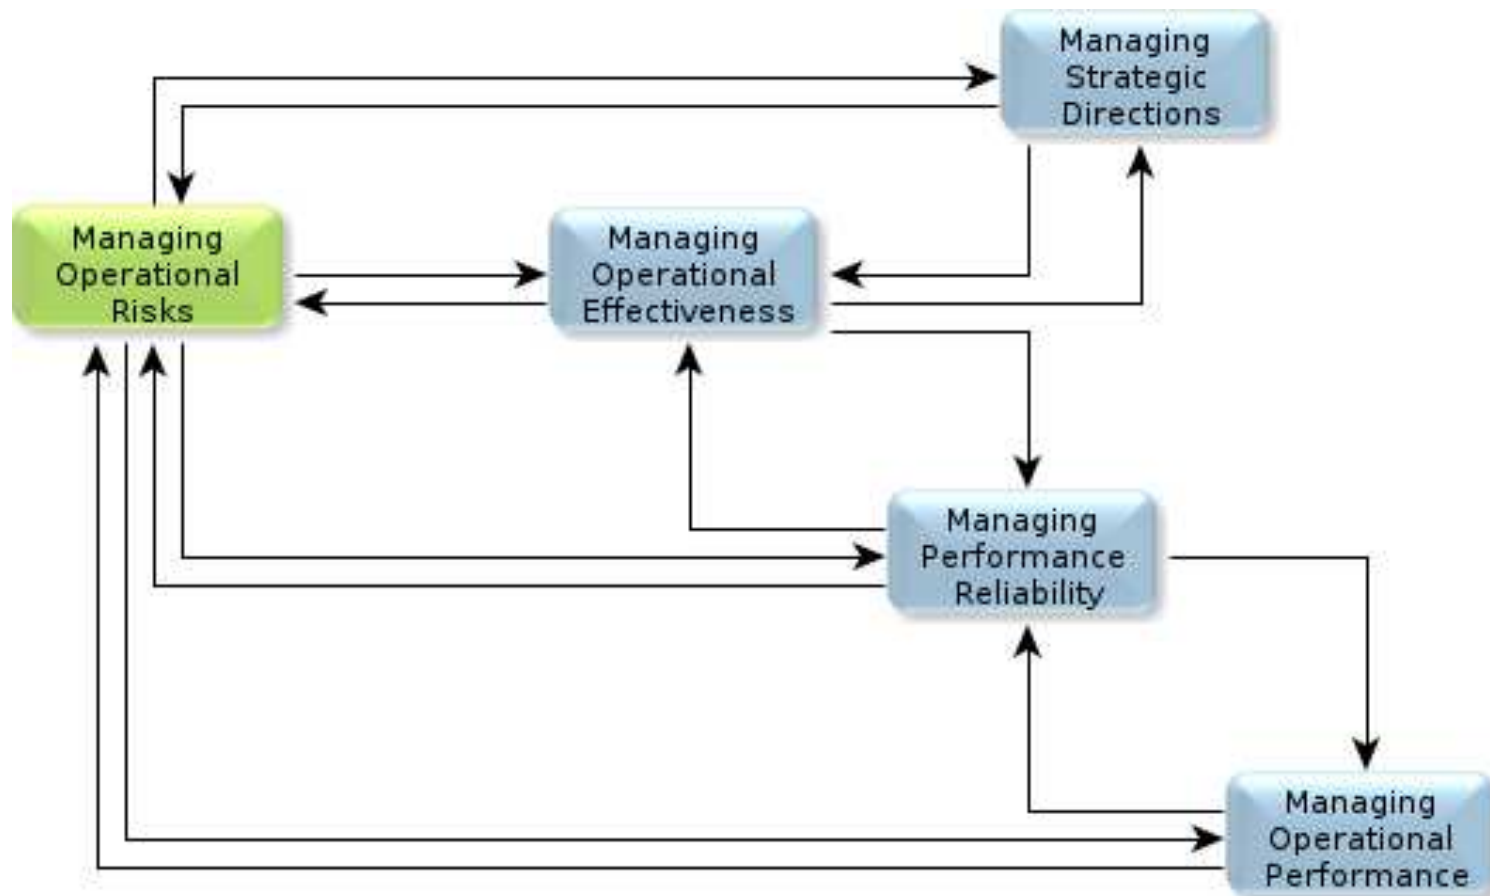 Managing
Strategic
Directions
Managing
Operational
Risks
Managing
Operational
Effectiveness
Managing
Performance
Reliability
Managing
Operational
Performance